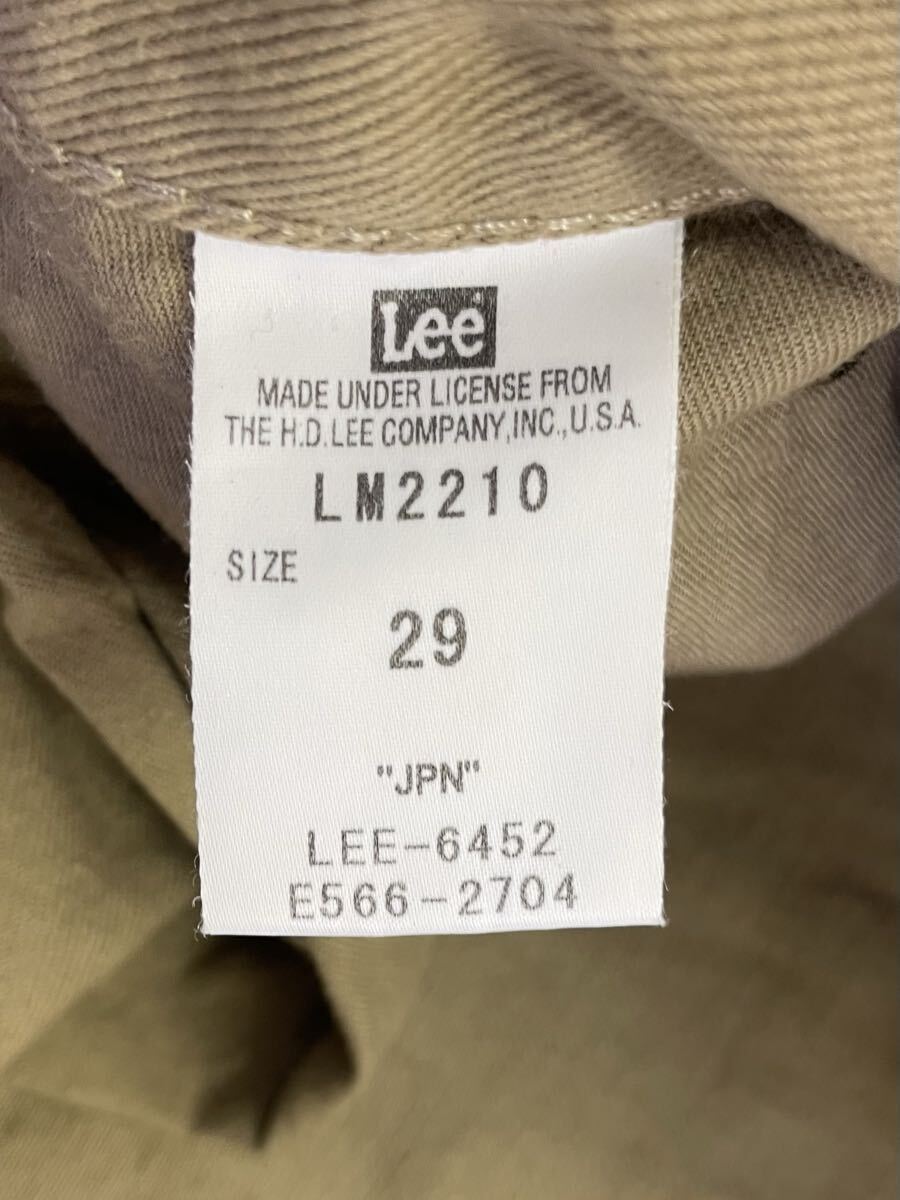 Lee
MADE UNDER LICENSE FROM
THE H.D.LEE COMPANY,INC.,U.S.A.
LM2210
SIZE
29
"JPN"
LEE-6452
E566-2704